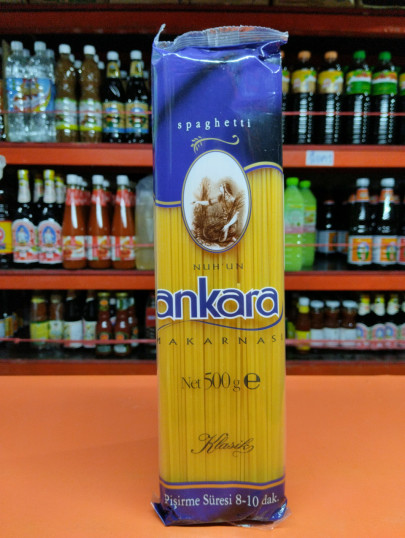 spaghetti
NUH'UN
ankara
MAKARNASI
Net 500 g ℮
Klasik
Pişirme Süresi 8-10 dak.